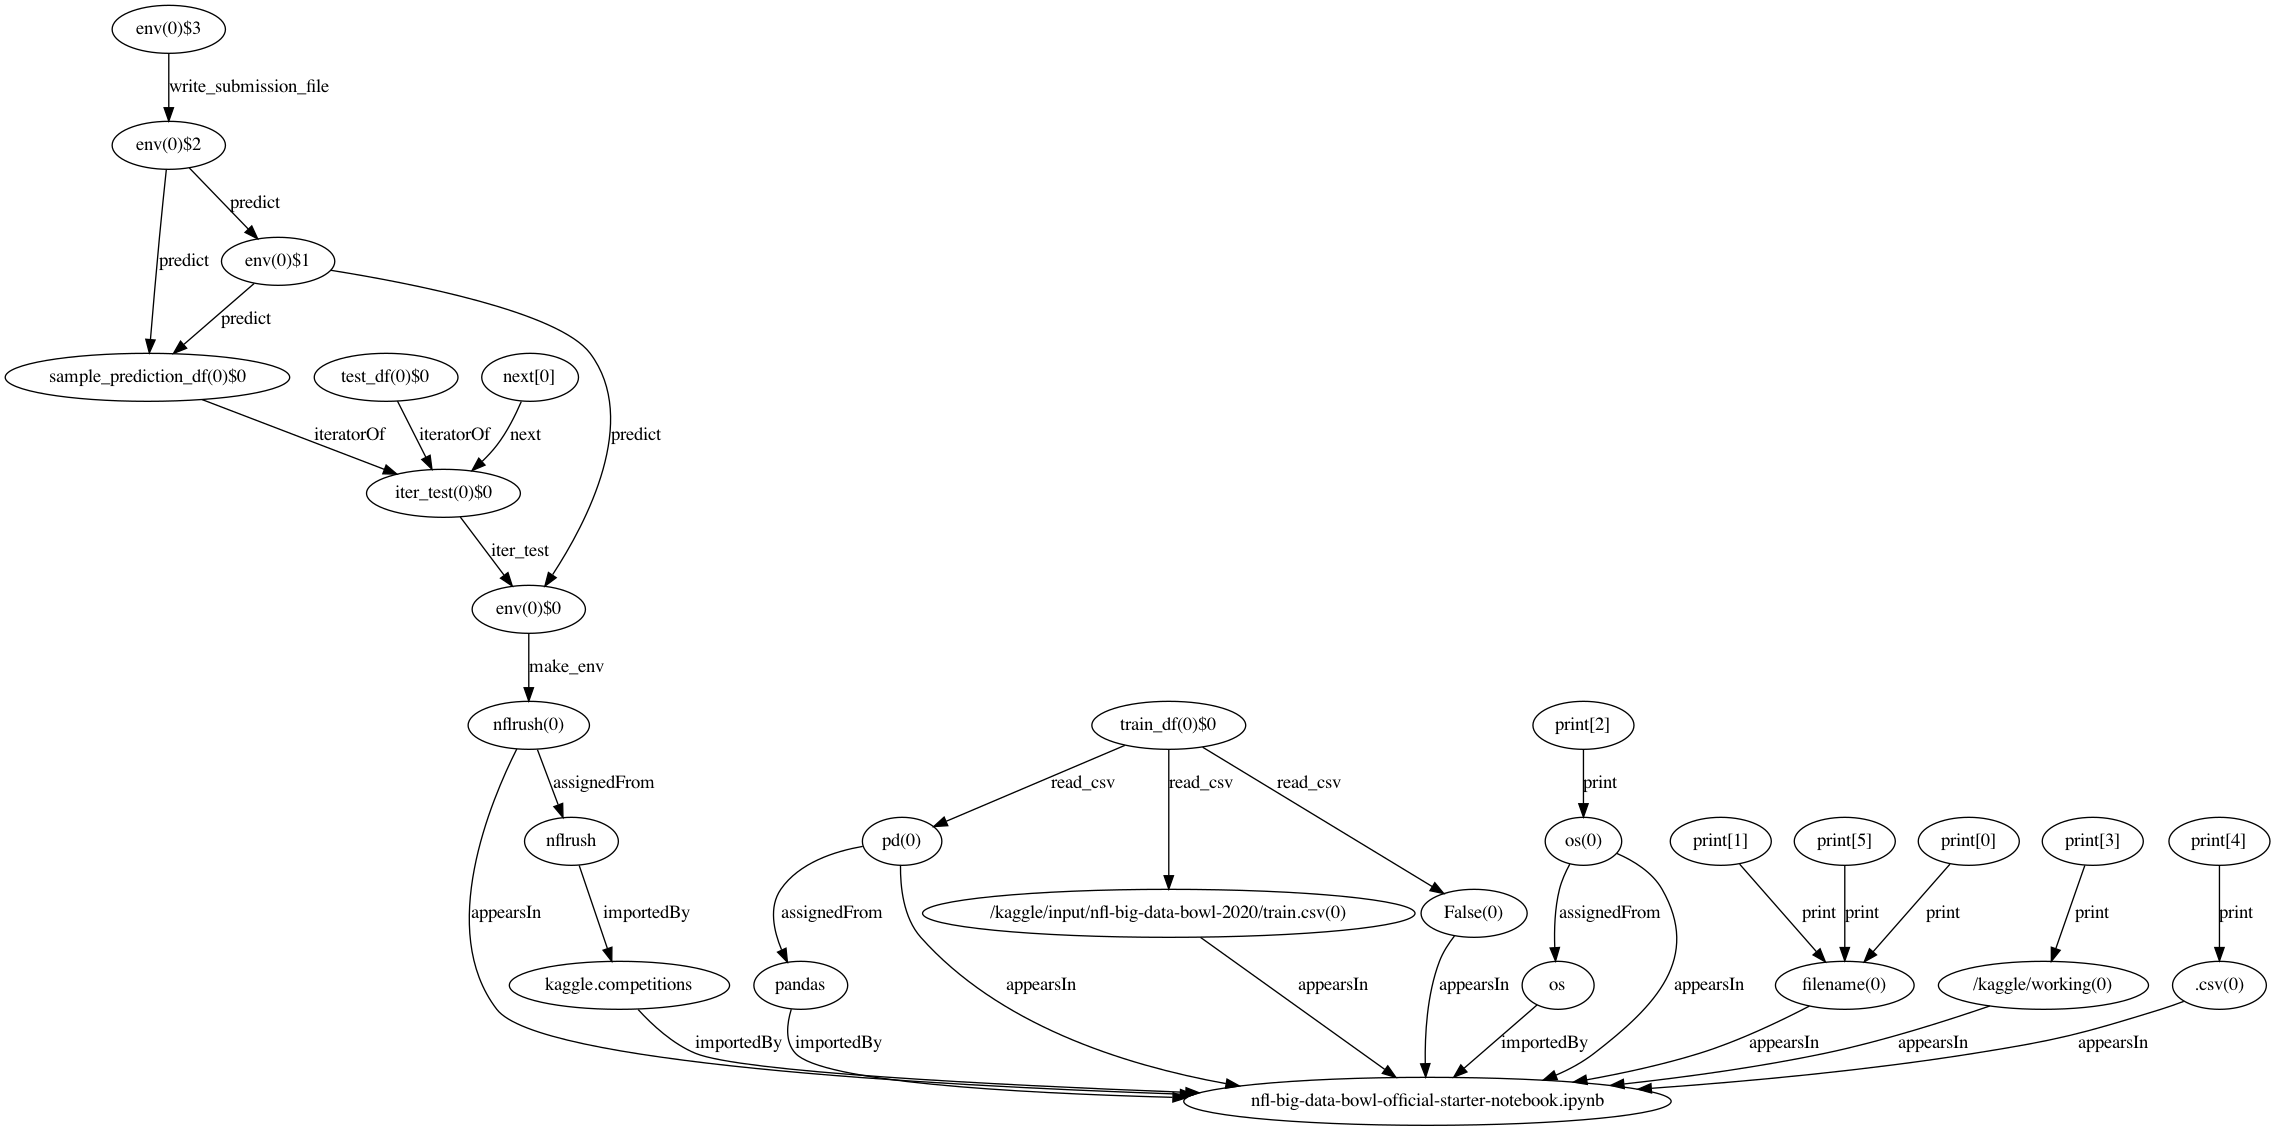 env(0)$3
write_submission_file
env(0)$2
predict
predict
env(0)$1
predict
sample_prediction_df(0)$0
test_df(0)$0
next[0]
iteratorOf
iteratorOf
next
predict
iter_test(0)$0
iter_test
env(0)$0
make_env
nflrush(0)
train_df(0)$0
print[2]
assignedFrom
read_csv
read_csv
read_csv
print
nflrush
pd(0)
os(0)
print[1]
print[5]
print[0]
print[3]
print[4]
appearsIn
importedBy
assignedFrom
/kaggle/input/nfl-big-data-bowl-2020/train.csv(0)
False(0)
assignedFrom
print
print
print
print
print
kaggle.competitions
pandas
appearsIn
appearsIn
appearsIn
os
appearsIn
filename(0)
/kaggle/working(0)
.csv(0)
importedBy
importedBy
importedBy
appearsIn
appearsIn
appearsIn
nfl-big-data-bowl-official-starter-notebook.ipynb